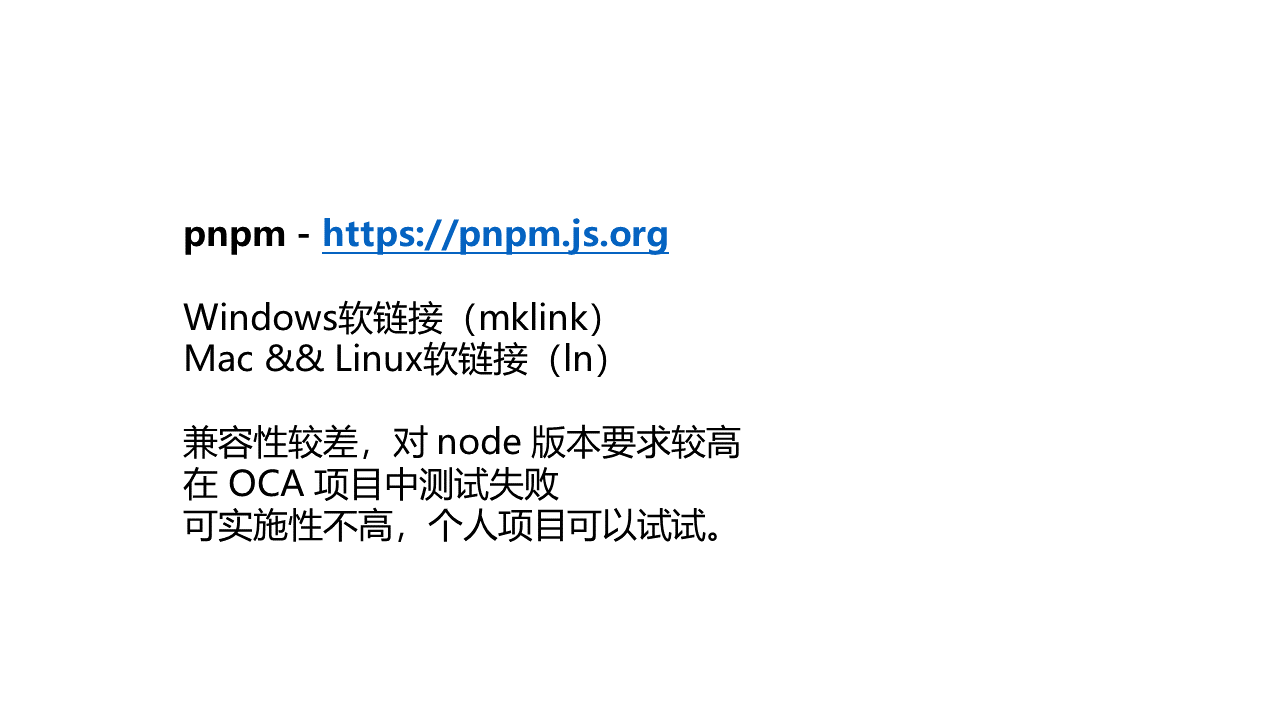 pnpm - https://pnpm.js.org
Windows软链接（mklink）
Mac && Linux软链接（ln）
兼容性较差，对 node 版本要求较高
在 OCA 项目中测试失败
可实施性不高，个人项目可以试试。